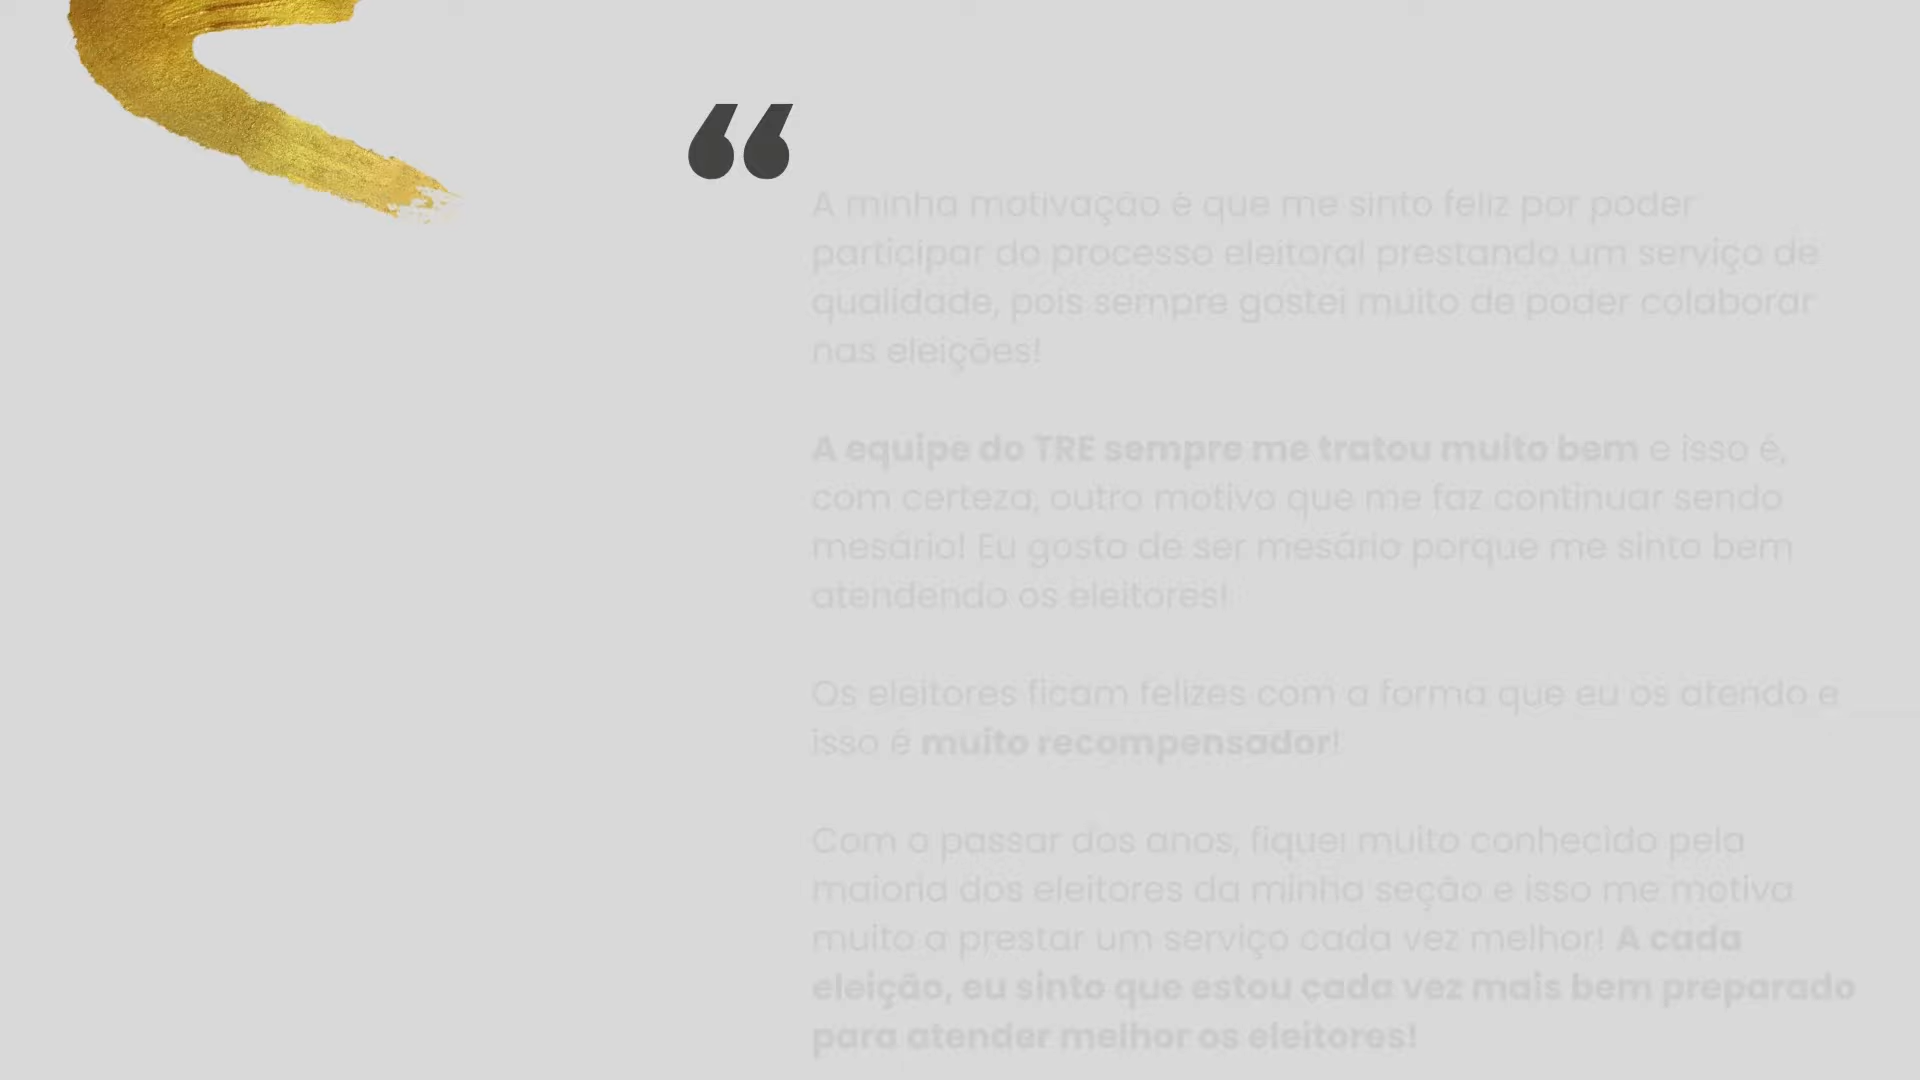 “
A minha motivação é que me sinto feliz por poder
participar do processo eleitoral prestando um serviço de
qualidade, pois sempre gostei muito de poder colaborar
nas eleições!
A equipe do TRE sempre me tratou muito bem e isso é,
com certeza, outro motivo que me faz continuar sendo
mesário! Eu gosto de ser mesário porque me sinto bem
atendendo os eleitores!
Os eleitores ficam felizes com a forma que eu os atendo e
isso é muito recompensador!
Com o passar dos anos, fiquei muito conhecido pela
maioria dos eleitores da minha seção e isso me motiva
muito a prestar um serviço cada vez melhor! A cada
eleição, eu sinto que estou cada vez mais bem preparado
para atender melhor os eleitores!